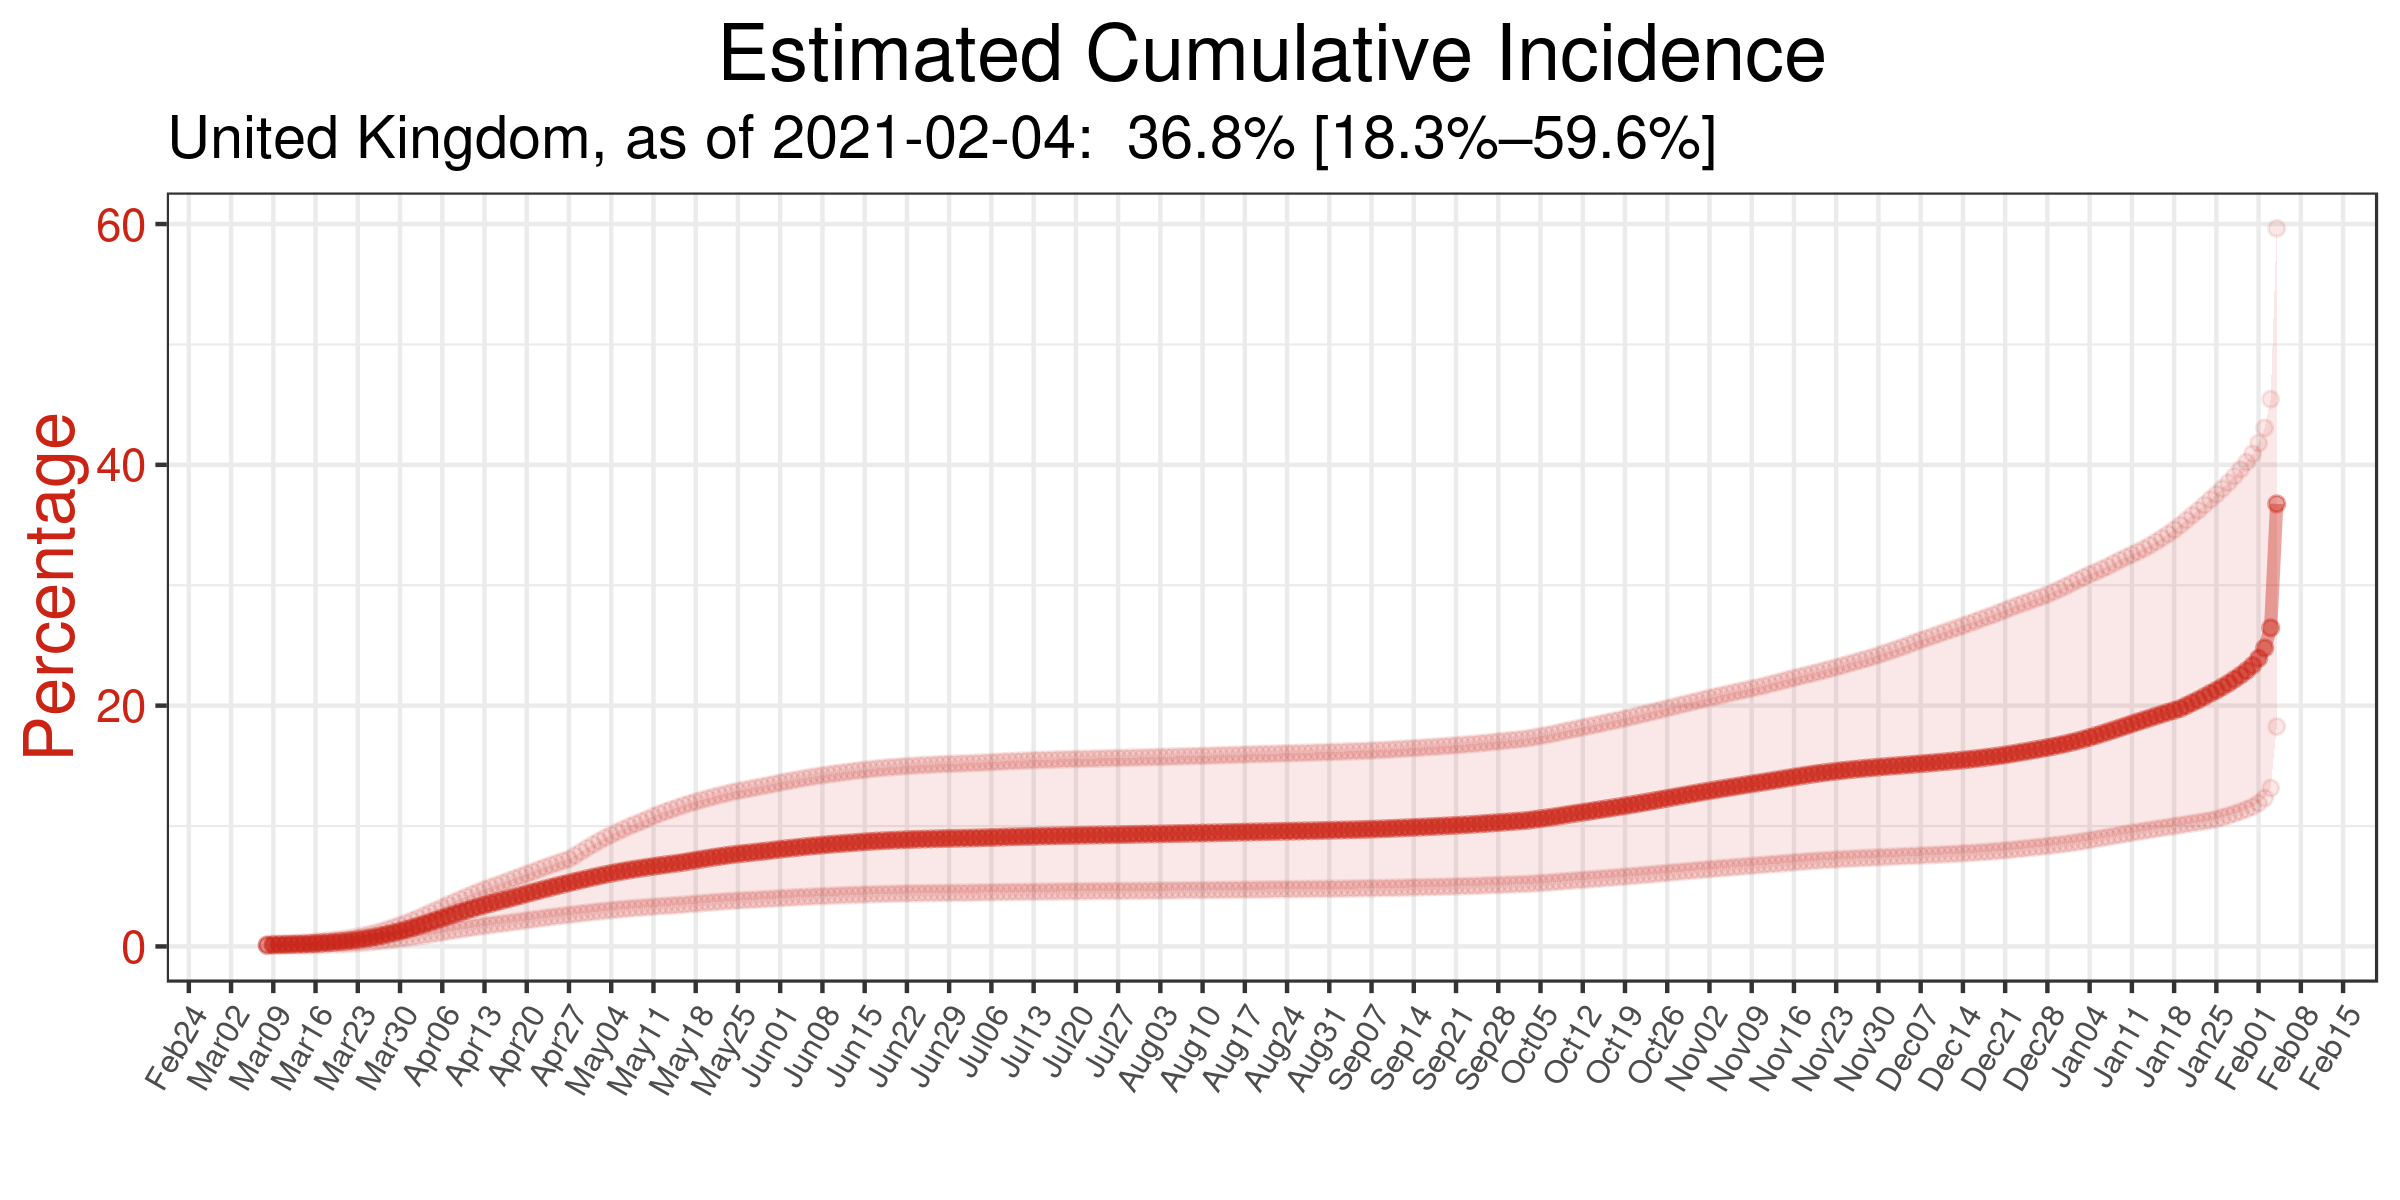 Estimated Cumulative Incidence
United Kingdom, as of 2021-02-04:  36.8% [18.3%–59.6%]
Percentage
60
40
20
0
Feb24
Mar02
Mar09
Mar16
Mar23
Mar30
Apr06
Apr13
Apr20
Apr27
May04
May11
May18
May25
Jun01
Jun08
Jun15
Jun22
Jun29
Jul06
Jul13
Jul20
Jul27
Aug03
Aug10
Aug17
Aug24
Aug31
Sep07
Sep14
Sep21
Sep28
Oct05
Oct12
Oct19
Oct26
Nov02
Nov09
Nov16
Nov23
Nov30
Dec07
Dec14
Dec21
Dec28
Jan04
Jan11
Jan18
Jan25
Feb01
Feb08
Feb15